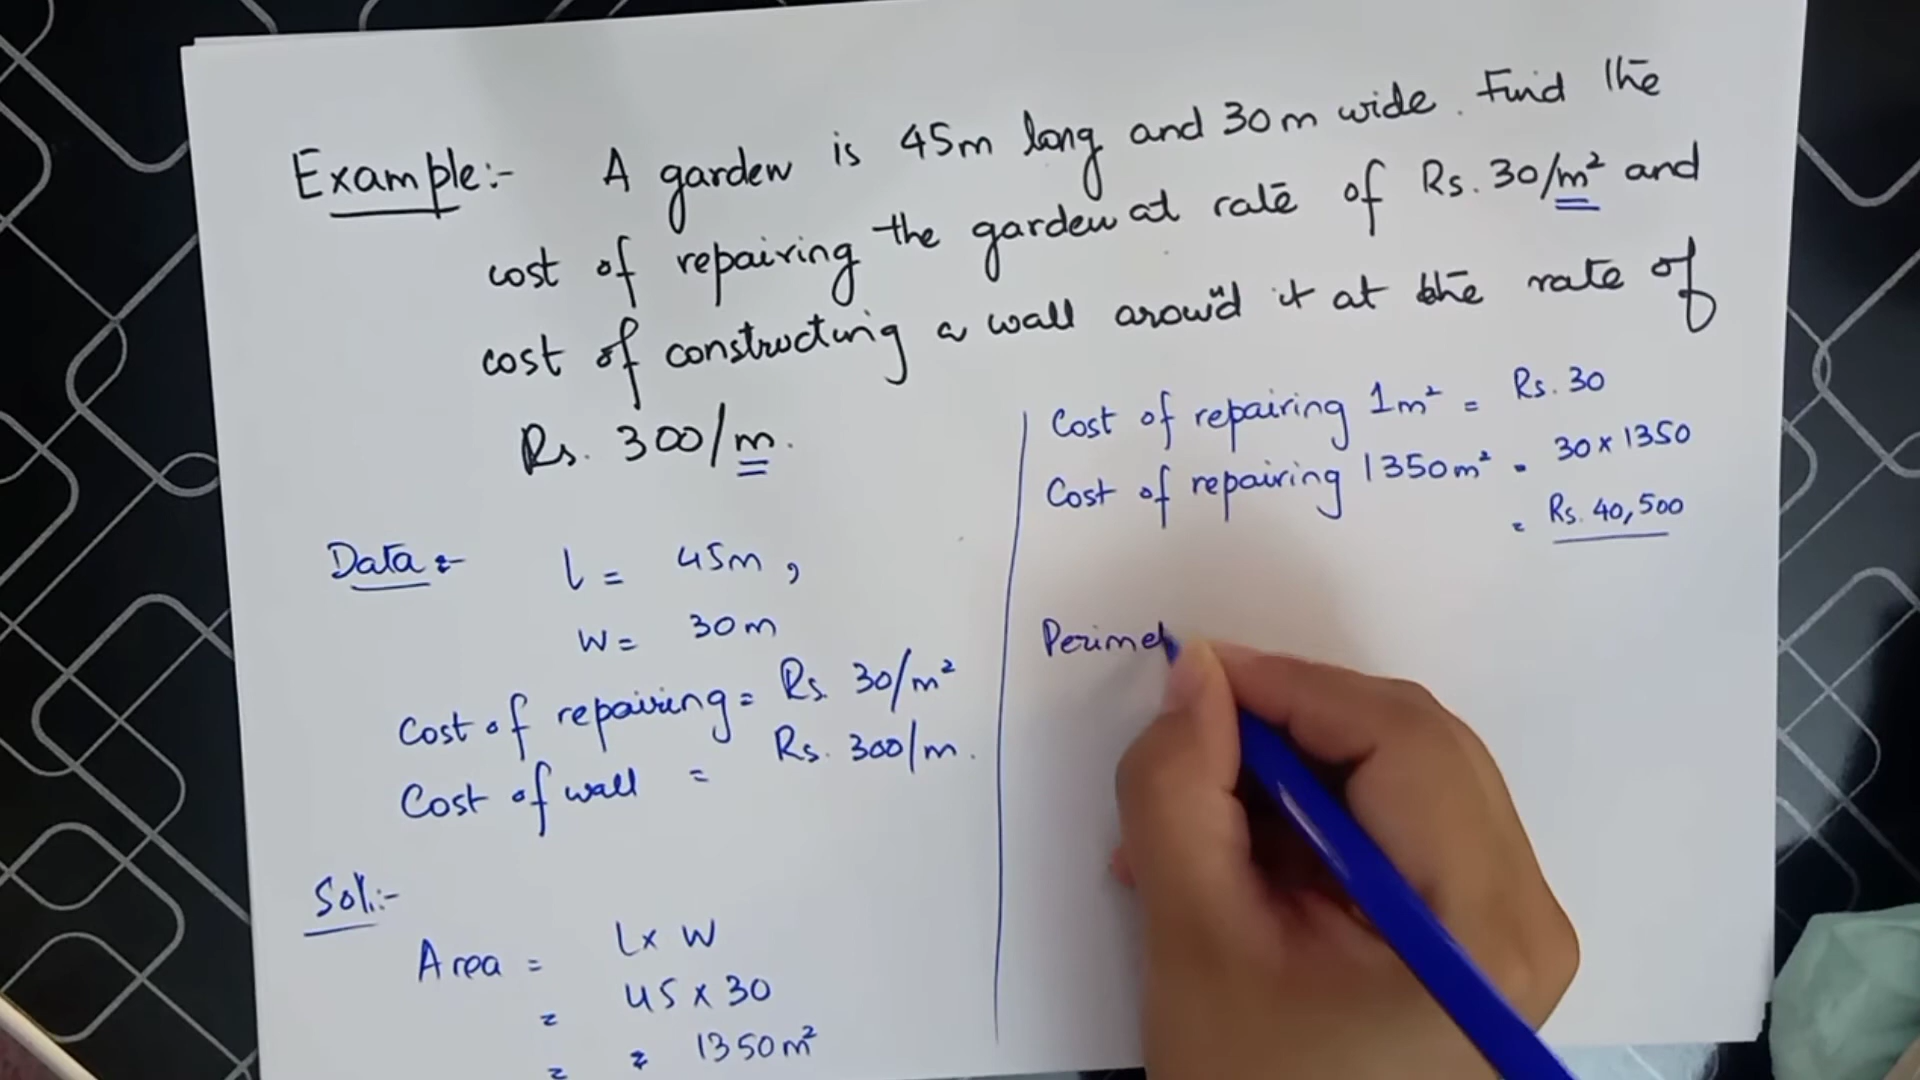 Example:- A garden is 45m long and 30m wide. Find the
cost of repairing the garden at rate of Rs. 30/m² and
cost of constructing a wall around it at the rate of
Rs. 300/m.
Data:- l = 45m,
w = 30m
Cost of repairing = Rs. 30/m²
Cost of wall = Rs. 300/m.
Sol:-
Area = l x w
= 45 x 30
= = 1350m²
Cost of repairing 1m² = Rs. 30
Cost of repairing 1350m² = 30 x 1350
= Rs. 40,500
Perimet